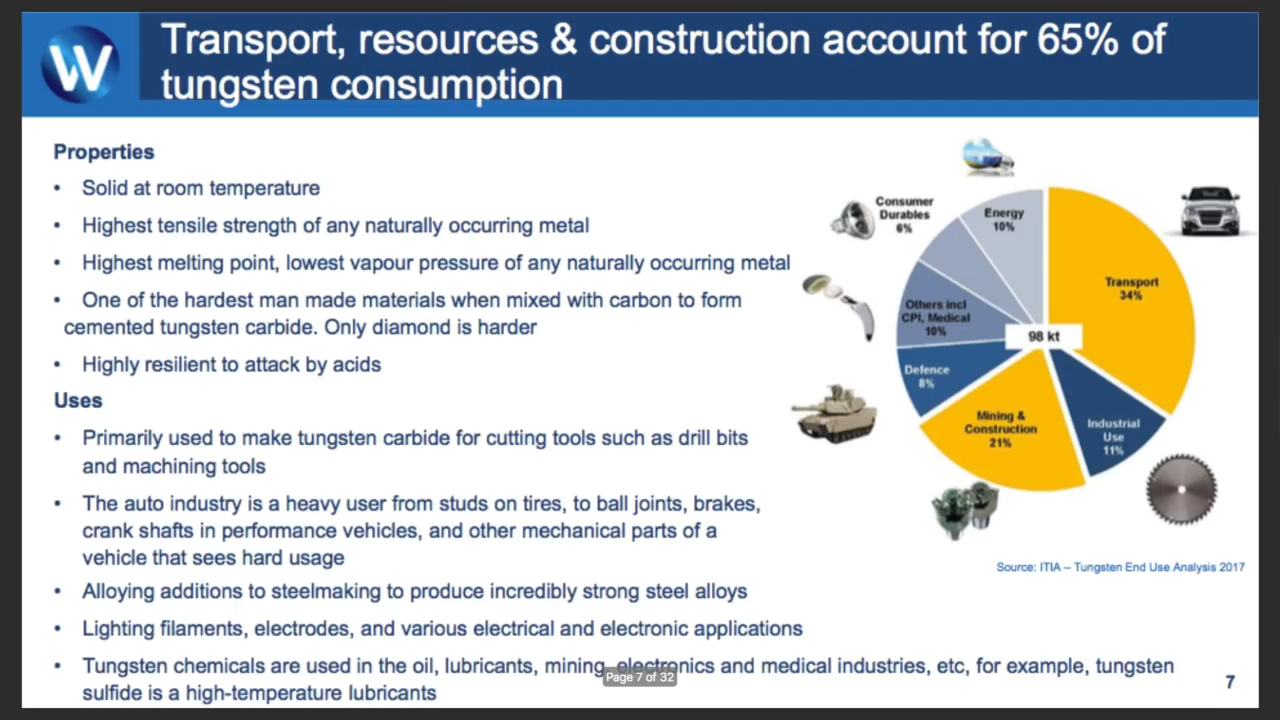 W
Transport, resources & construction account for 65% of
tungsten consumption
Properties
• Solid at room temperature
• Highest tensile strength of any naturally occurring metal
• Highest melting point, lowest vapour pressure of any naturally occurring metal
• One of the hardest man made materials when mixed with carbon to form
cemented tungsten carbide. Only diamond is harder
• Highly resilient to attack by acids
Uses
• Primarily used to make tungsten carbide for cutting tools such as drill bits
and machining tools
• The auto industry is a heavy user from studs on tires, to ball joints, brakes,
crank shafts in performance vehicles, and other mechanical parts of a
vehicle that sees hard usage
• Alloying additions to steelmaking to produce incredibly strong steel alloys
• Lighting filaments, electrodes, and various electrical and electronic applications
• Tungsten chemicals are used in the oil, lubricants, mining, electronics and medical industries, etc, for example, tungsten
sulfide is a high-temperature lubricants
Consumer
Durables
6%
Energy
10%
Transport
34%
Others incl
CPI, Medical
10%
98 kt
Defence
8%
Mining &
Construction
21%
Industrial
Use
11%
Source: ITIA – Tungsten End Use Analysis 2017
Page 7 of 32
7